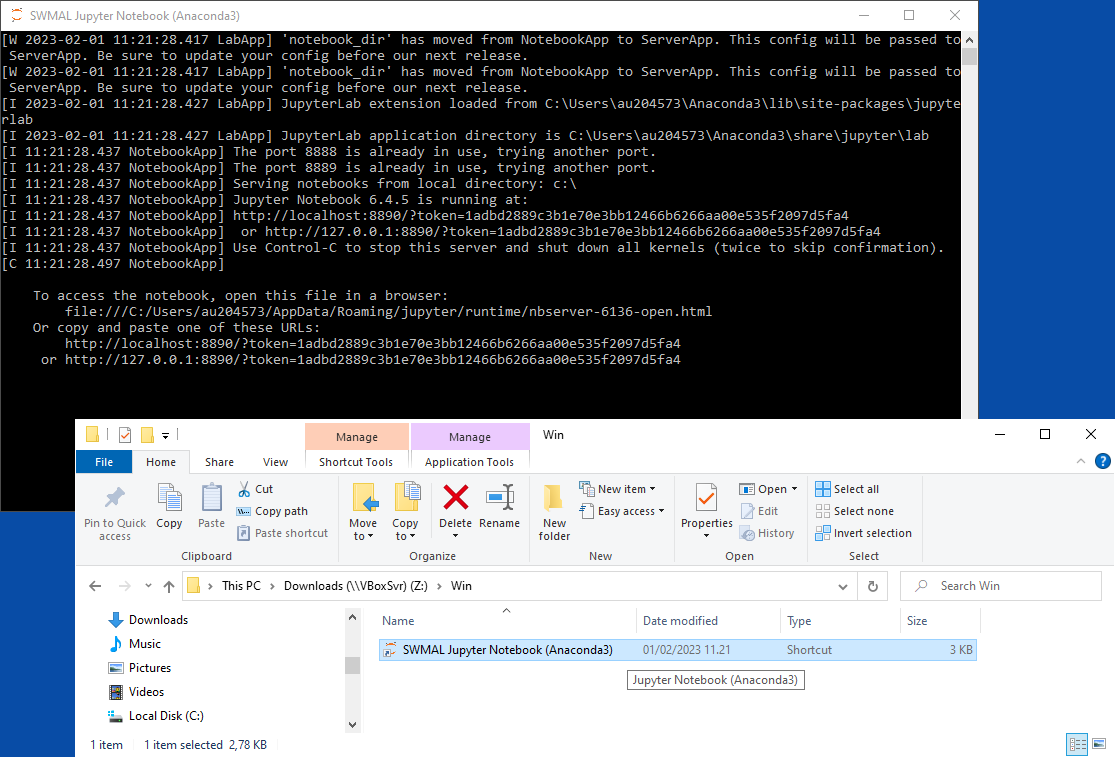 SWMAL Jupyter Notebook (Anaconda3)
[W 2023-02-01 11:21:28.417 LabApp] 'notebook_dir' has moved from NotebookApp to ServerApp. This config will be passed to
 ServerApp. Be sure to update your config before our next release.
[W 2023-02-01 11:21:28.417 LabApp] 'notebook_dir' has moved from NotebookApp to ServerApp. This config will be passed to
 ServerApp. Be sure to update your config before our next release.
[I 2023-02-01 11:21:28.427 LabApp] JupyterLab extension loaded from C:\Users\au204573\Anaconda3\lib\site-packages\jupyte
rlab
[I 2023-02-01 11:21:28.427 LabApp] JupyterLab application directory is C:\Users\au204573\Anaconda3\share\jupyter\lab
[I 11:21:28.437 NotebookApp] The port 8888 is already in use, trying another port.
[I 11:21:28.437 NotebookApp] The port 8889 is already in use, trying another port.
[I 11:21:28.437 NotebookApp] Serving notebooks from local directory: c:\
[I 11:21:28.437 NotebookApp] Jupyter Notebook 6.4.5 is running at:
[I 11:21:28.437 NotebookApp] http://localhost:8890/?token=1adbd2889c3b1e70e3bb12466b6266aa00e535f2097d5fa4
[I 11:21:28.437 NotebookApp]  or http://127.0.0.1:8890/?token=1adbd2889c3b1e70e3bb12466b6266aa00e535f2097d5fa4
[I 11:21:28.437 NotebookApp] Use Control-C to stop this server and shut down all kernels (twice to skip confirmation).
[C 11:21:28.497 NotebookApp]
    To access the notebook, open this file in a browser:
        file:///C:/Users/au204573/AppData/Roaming/jupyter/runtime/nbserver-6136-open.html
    Or copy and paste one of these URLs:
        http://localhost:8890/?token=1adbd2889c3b1e70e3bb12466b6266aa00e535f2097d5fa4
     or http://127.0.0.1:8890/?token=1adbd2889c3b1e70e3bb12466b6266aa00e535f2097d5fa4
Manage Manage Win
File Home Share View Shortcut Tools Application Tools
Pin to Quick access
Copy
Paste
Cut
Copy path
Paste shortcut
Clipboard
Move to
Copy to
Delete
Rename
Organize
New folder
New item
Easy access
New
Properties
Open
Edit
History
Open
Select all
Select none
Invert selection
Select
This PC > Downloads (\\VBoxSvr) (Z:) > Win
Search Win
Downloads
Music
Pictures
Videos
Local Disk (C:)
Name Date modified Type Size
SWMAL Jupyter Notebook (Anaconda3) 01/02/2023 11.21 Shortcut 3 KB
Jupyter Notebook (Anaconda3)
1 item 1 item selected 2,78 KB